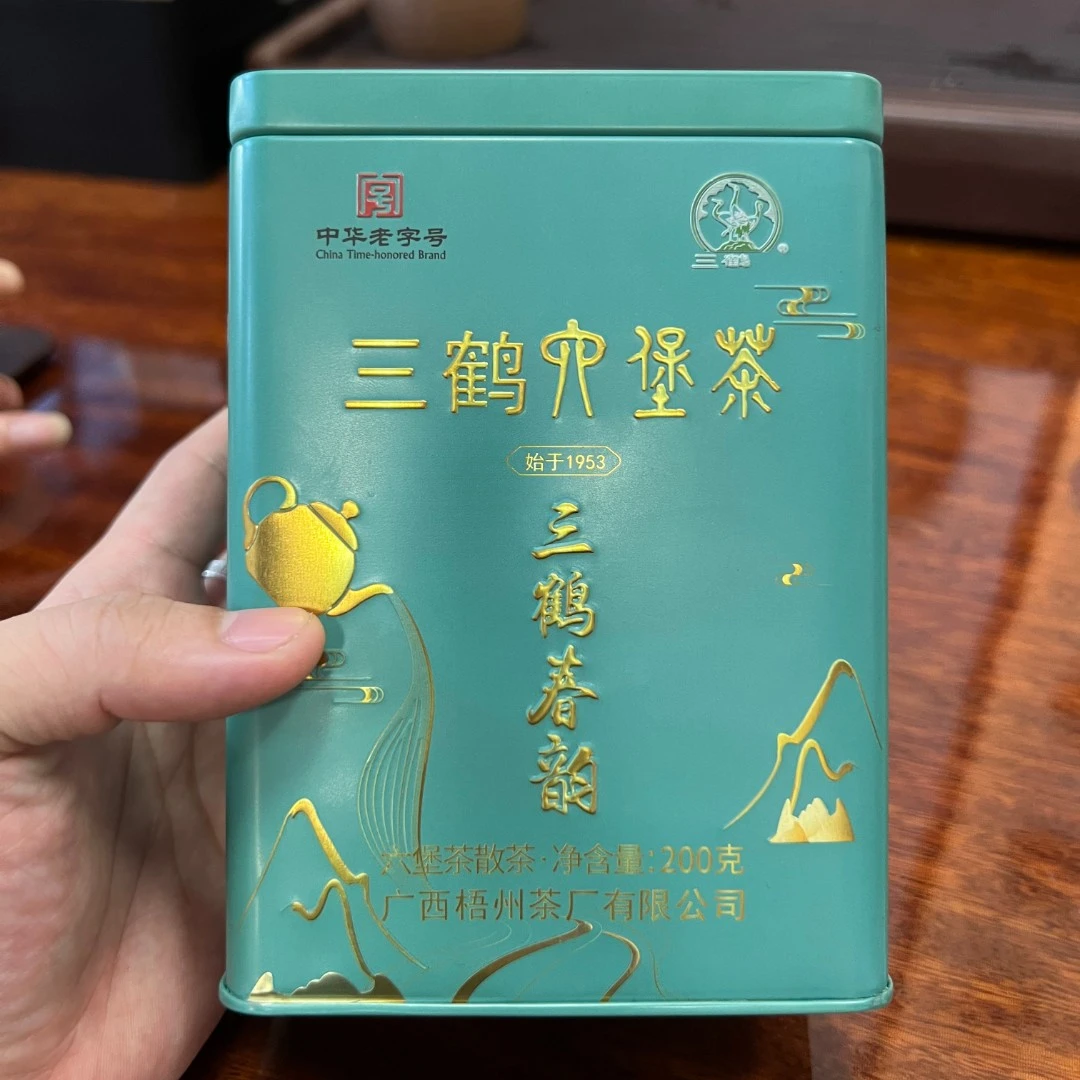 中华老字号
China Time-honored Brand
三鹤
®
三鹤六堡茶
始于1953
三鹤春韵
六堡茶散茶·净含量:200克
广西梧州茶厂有限公司